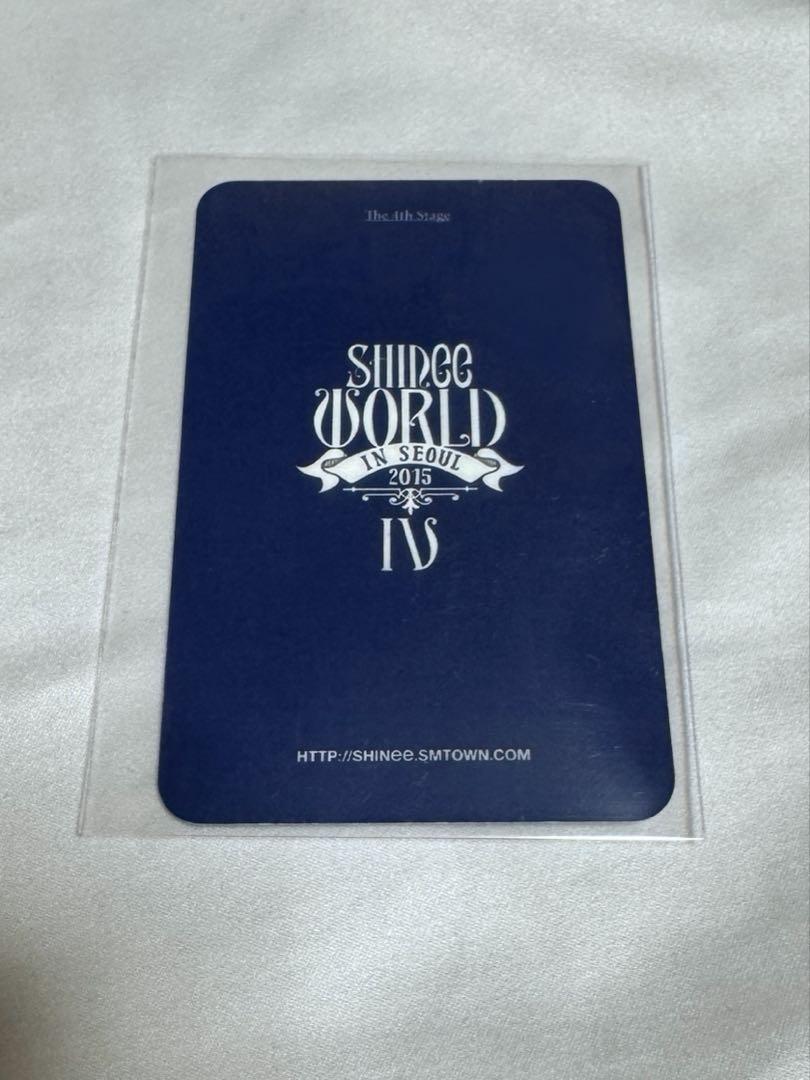 The 4th Stage
SHINee
WORLD
IN SEOUL
2015
IV
HTTP://SHINee.SMTOWN.COM